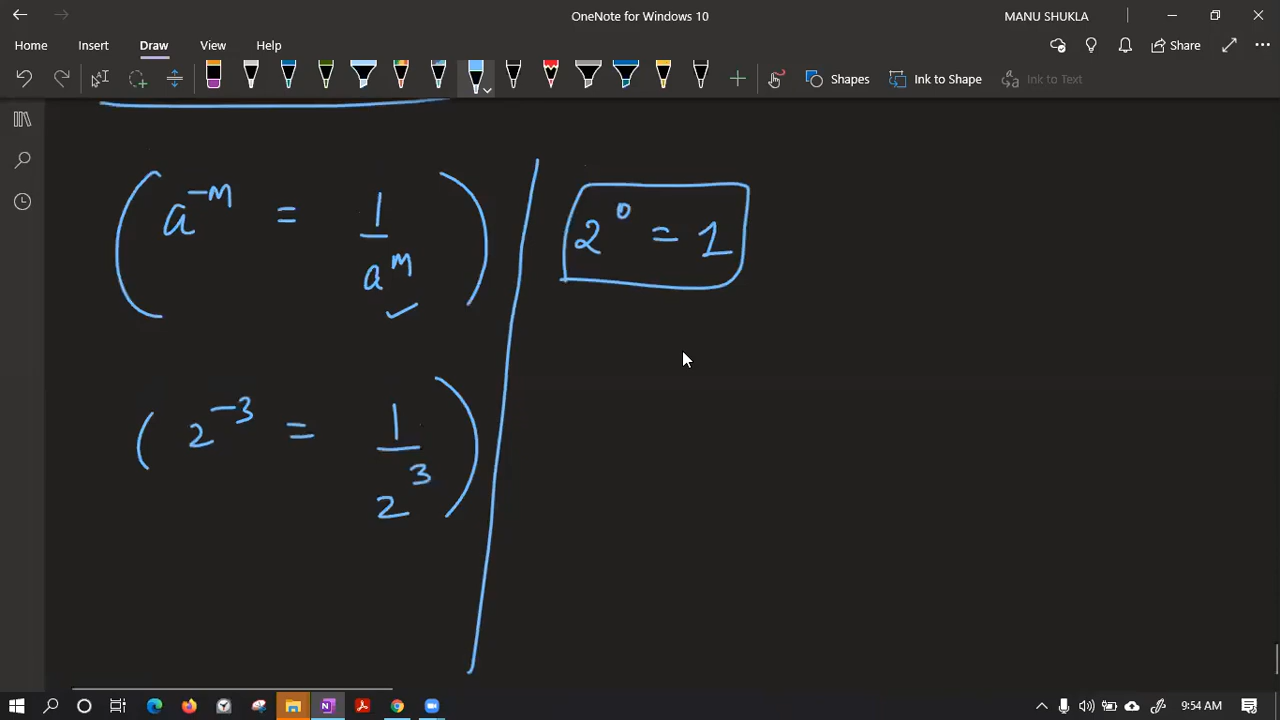 OneNote for Windows 10
MANU SHUKLA
Home Insert Draw View Help
Share
Shapes Ink to Shape Ink to Text
a^{-m} = 1/a^m
2^0 = 1
2^{-3} = 1/2^3
9:54 AM